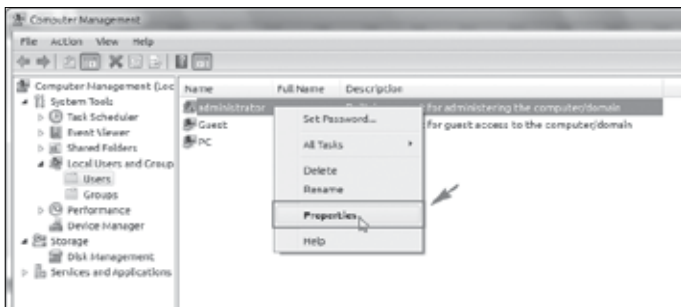 Computer Management
File Action View Help
Computer Management (Loc
System Tools
Task Scheduler
Event Viewer
Shared Folders
Local Users and Group
Users
Groups
Performance
Device Manager
Storage
Disk Management
Services and Applications
Name Full Name Description
administrator for administering the computer/domain
Guest t for guest access to the computer/domain
PC
Set Password...
All Tasks
Delete
Rename
Properties
Help